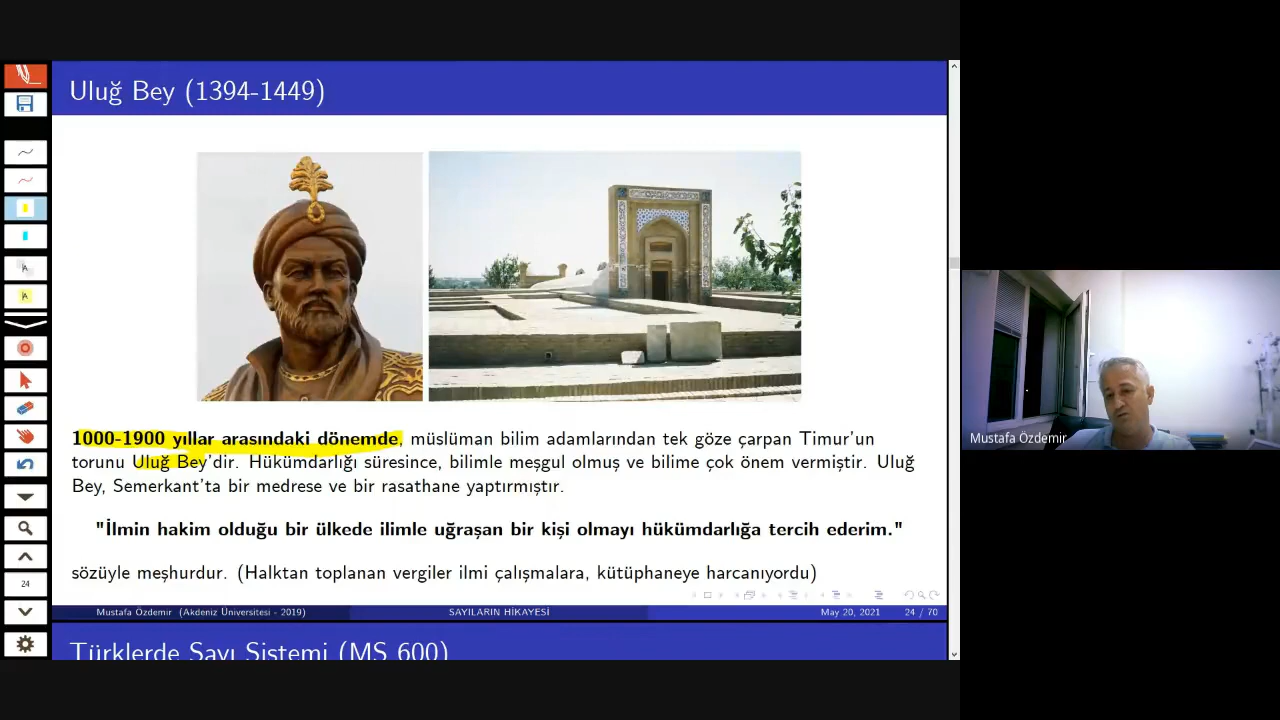 Uluğ Bey (1394-1449)
1000-1900 yıllar arasındaki dönemde, müslüman bilim adamlarından tek göze çarpan Timur'un
torunu Uluğ Bey'dir. Hükümdarlığı süresince, bilimle meşgul olmuş ve bilime çok önem vermiştir. Uluğ
Bey, Semerkant'ta bir medrese ve bir rasathane yaptırmıştır.
"İlmin hakim olduğu bir ülkede ilimle uğraşan bir kişi olmayı hükümdarlığa tercih ederim."
sözüyle meşhurdur. (Halktan toplanan vergiler ilmi çalışmalara, kütüphaneye harcanıyordu)
Mustafa Özdemir (Akdeniz Üniversitesi - 2019) SAYILARIN HİKAYESİ May 20, 2021 24 / 70
Türklerde Sayı Sistemi (MS 600)
A
A
24
Mustafa Özdemir